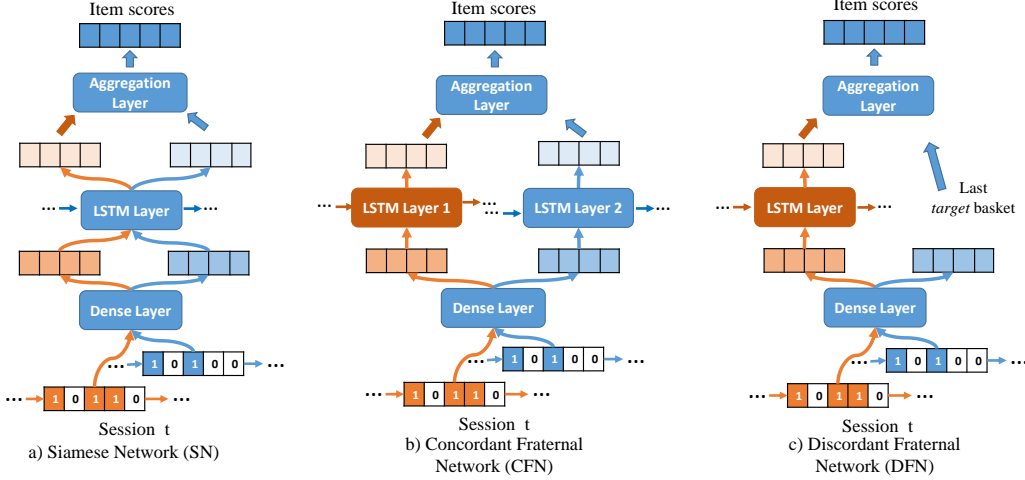 Item scores
Aggregation
Layer
LSTM Layer
...
...
Dense Layer
...
1 0 1 0 0
...
...
1 0 1 1 0
...
Session t
a) Siamese Network (SN)
Item scores
Aggregation
Layer
...
LSTM Layer 1
...
...
LSTM Layer 2
...
Dense Layer
...
1 0 1 0 0
...
...
1 0 1 1 0
...
Session t
b) Concordant Fraternal
Network (CFN)
Item scores
Aggregation
Layer
...
LSTM Layer
...
Last
target basket
Dense Layer
...
1 0 1 0 0
...
...
1 0 1 1 0
...
Session t
c) Discordant Fraternal
Network (DFN)